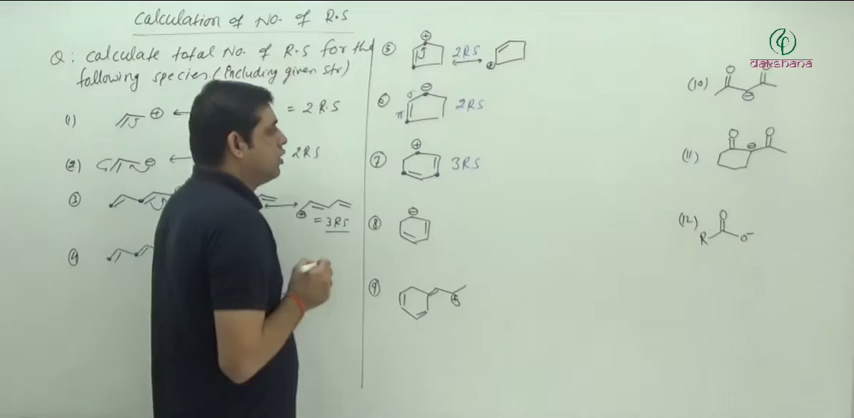 Calculation of No. of R.S
Q: Calculate total No. of R.S for the
following species (including given str)
(1) ⊕ = 2 R.S
(2) ⊖ 2RS
③ ⊕ = 3RS
④
⑤ ⊕ 2RS ⊕
⑥ σ ⊖ π 2RS
⑦ ⊕ 3RS
⑧ ⊖
⑨
(10) O ⊖
(11) O ⊖ O
(12) R O O⁻
dakshana